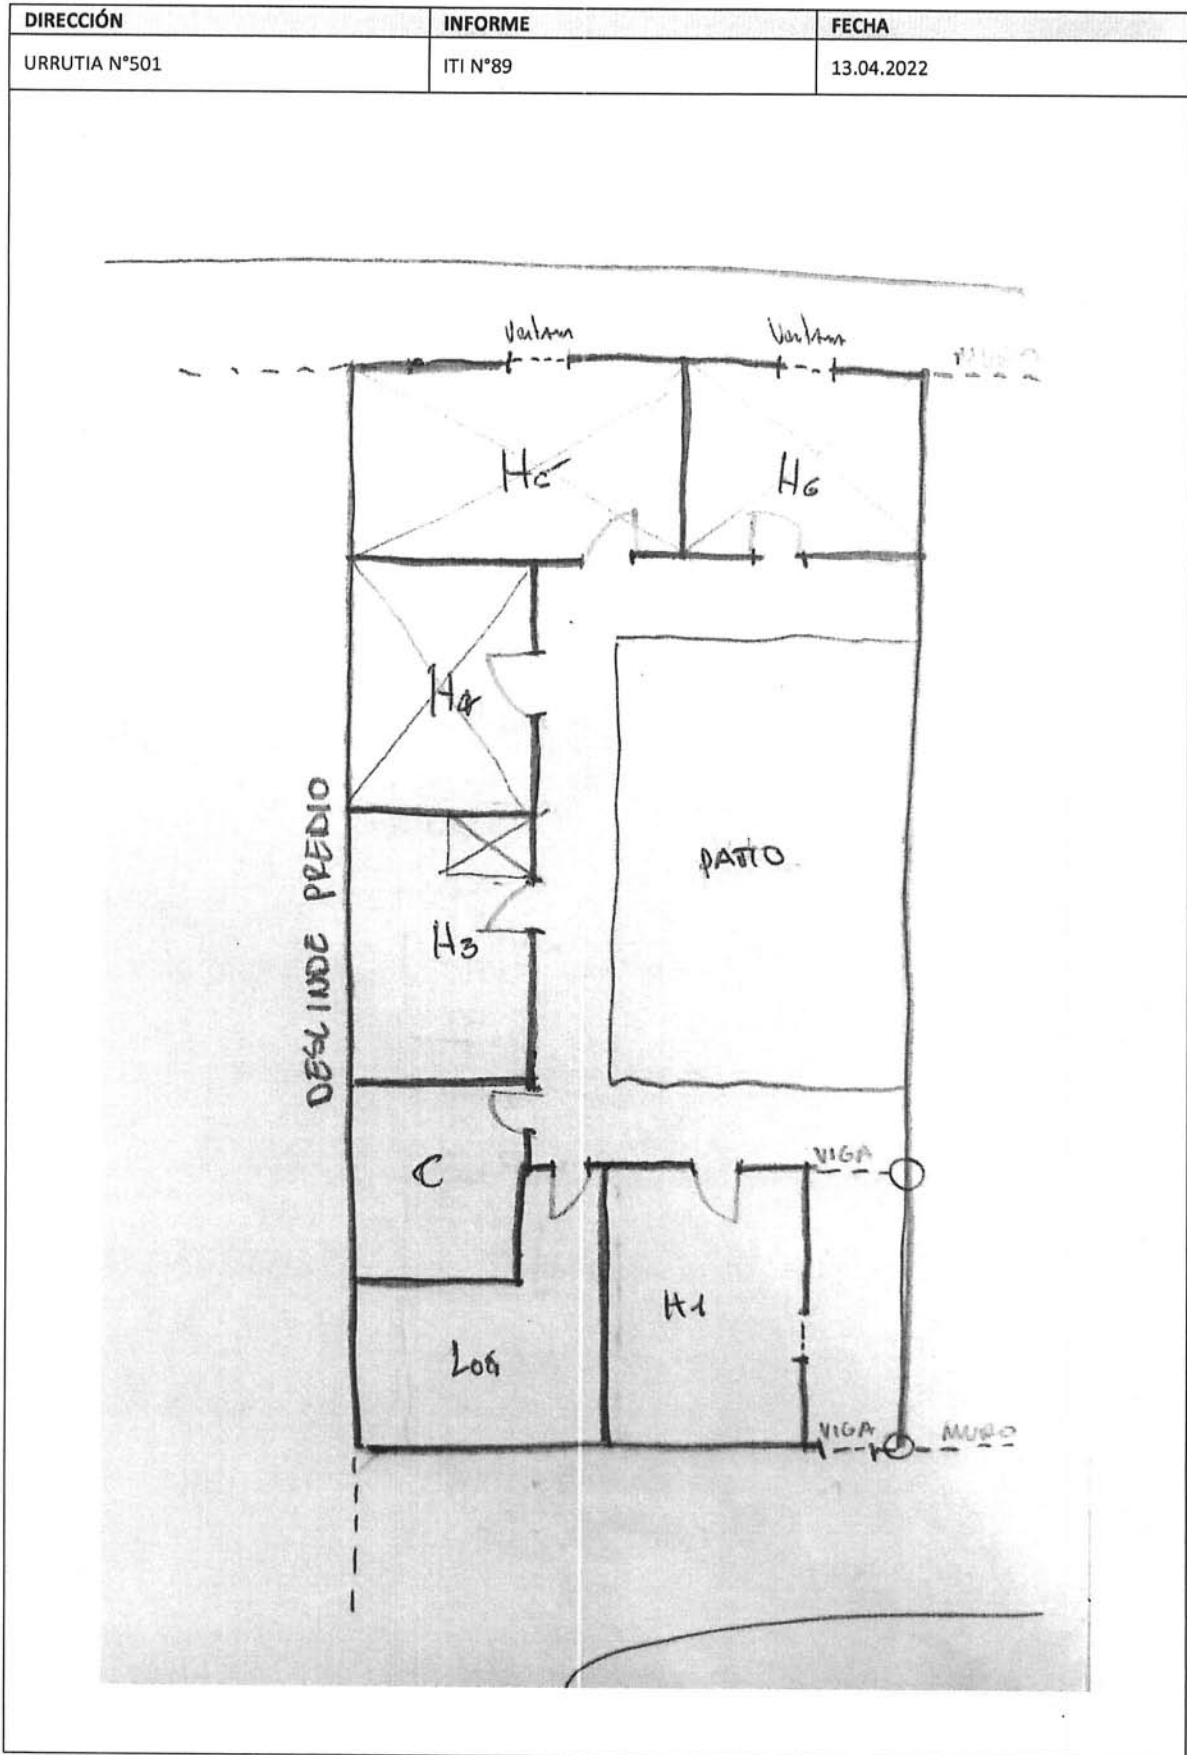 DIRECCIÓN INFORME FECHA
URRUTIA N°501 ITI N°89 13.04.2022
Ventana Ventana
H6
H3
DESLINDE PREDIO
PATIO
C
VIGA
H1
LOG
VIGA MURO